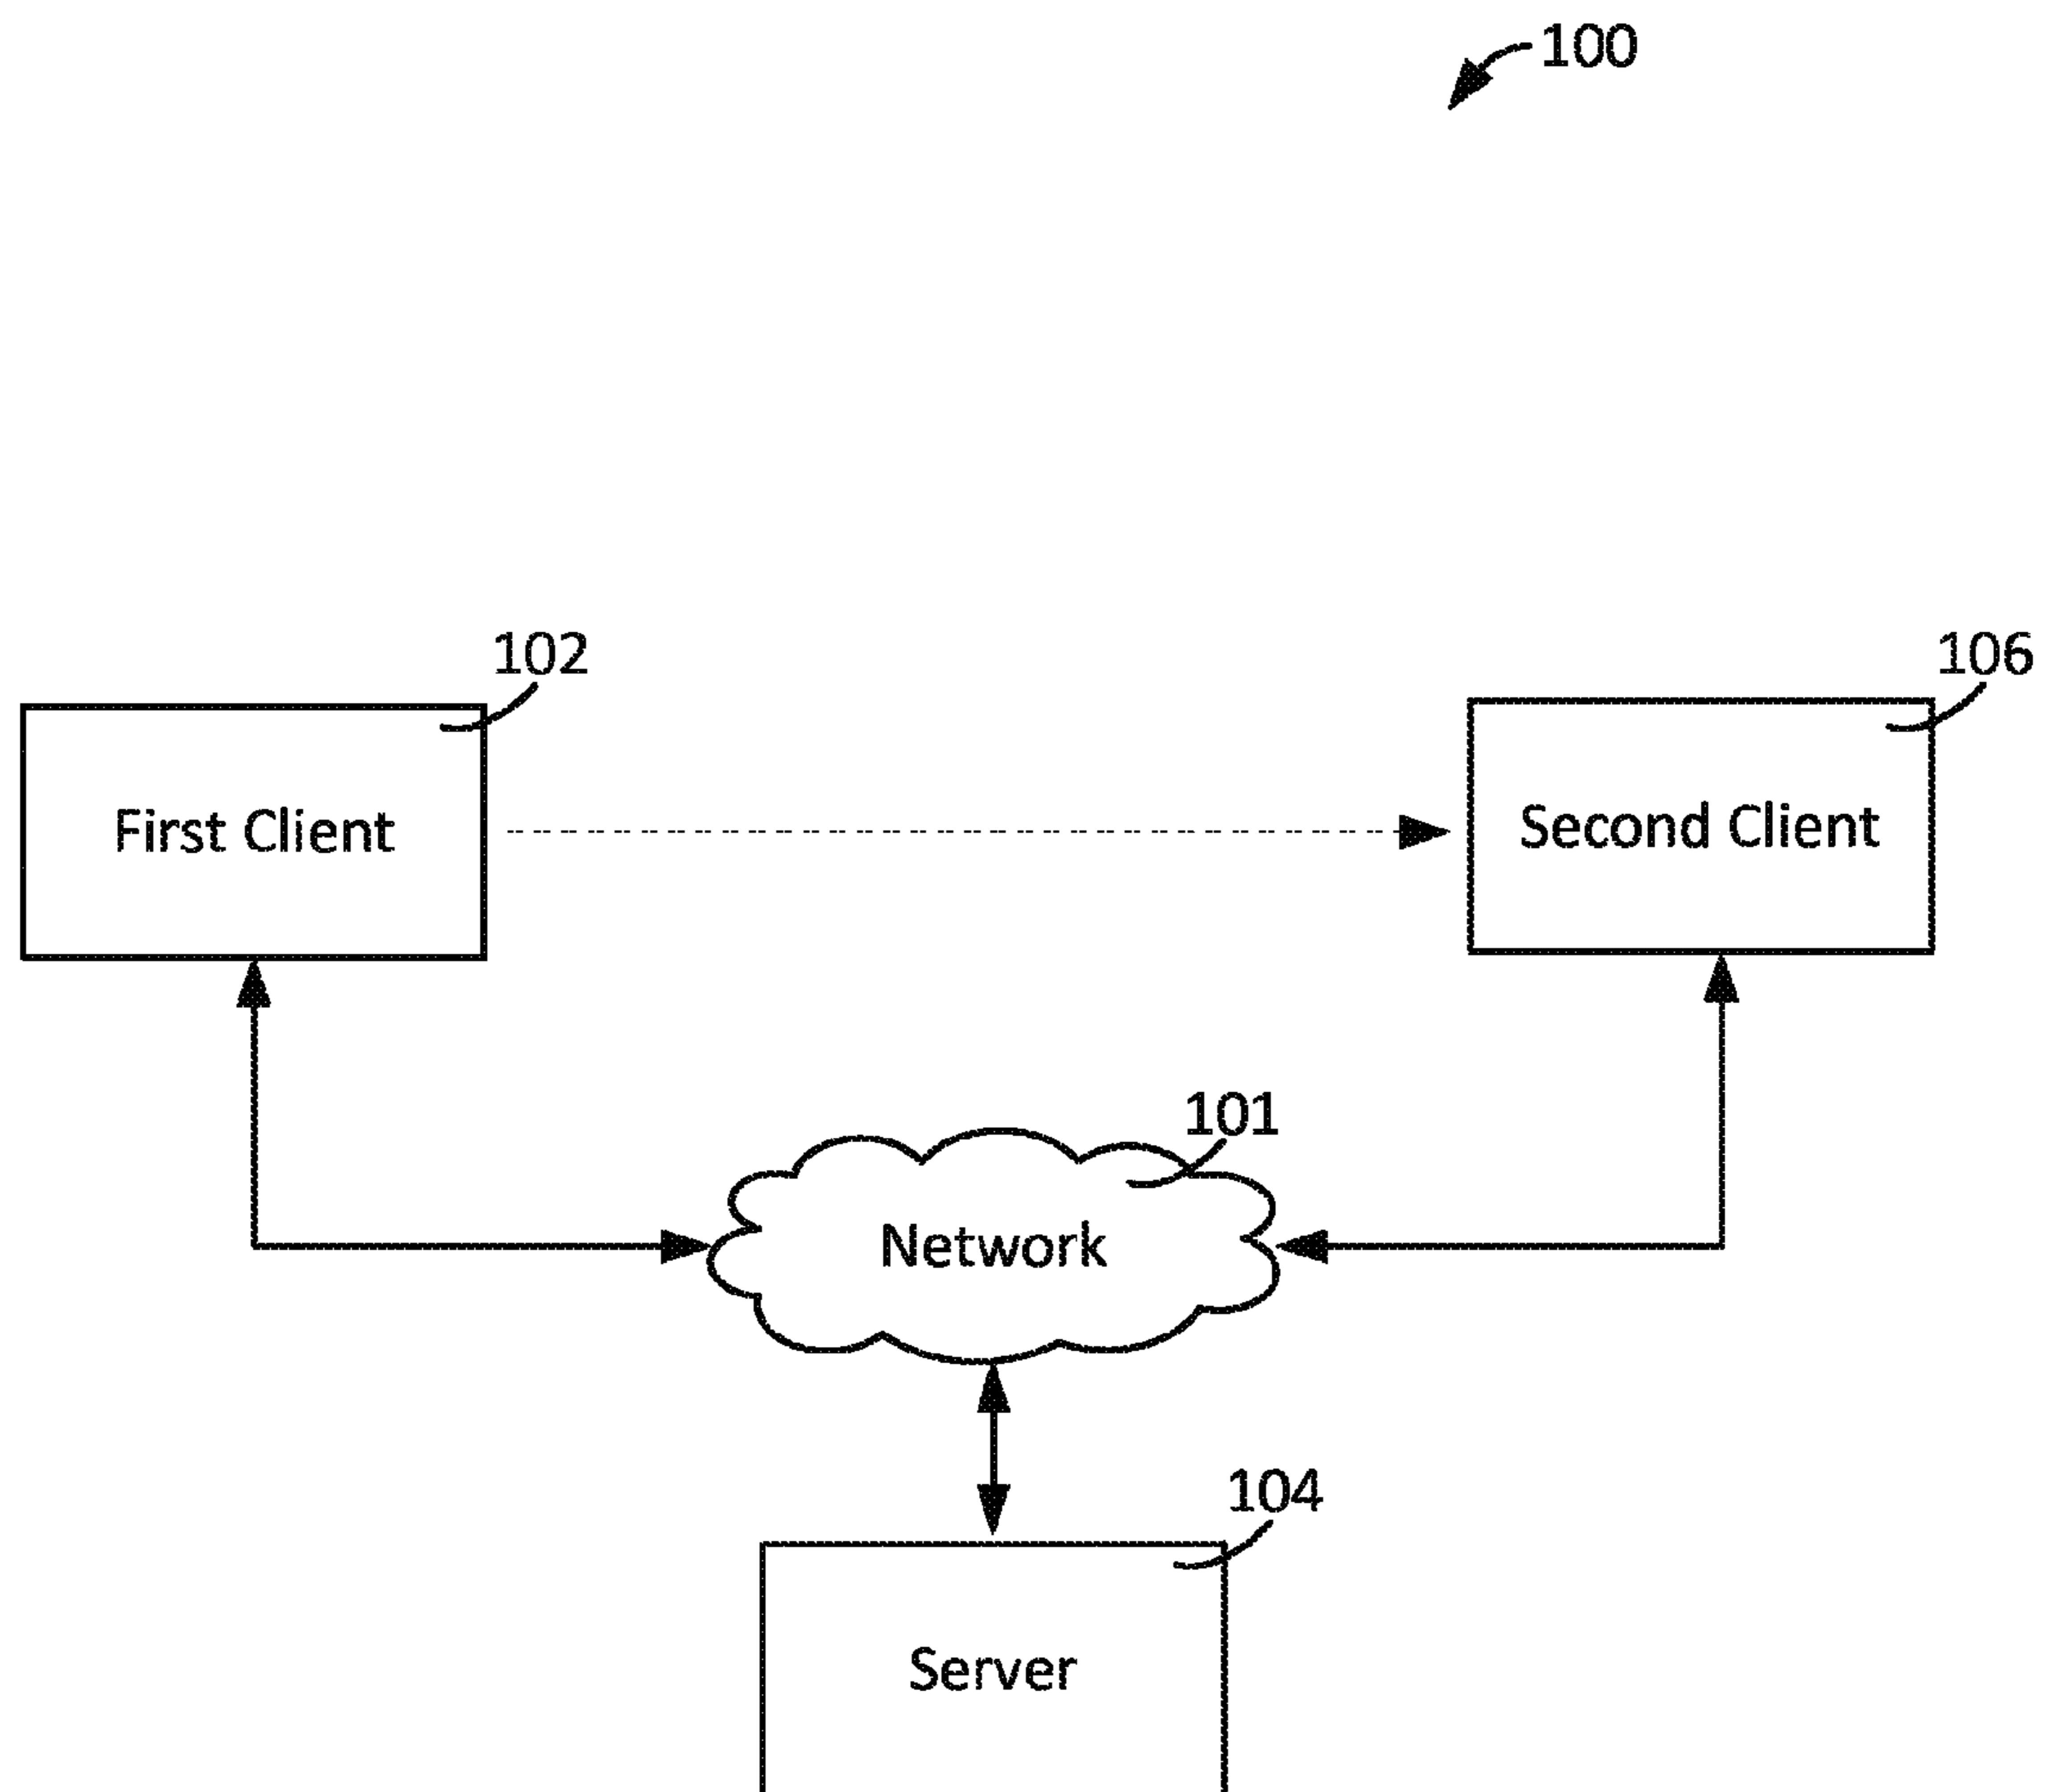 100
102
106
First Client
Second Client
101
Network
104
Server